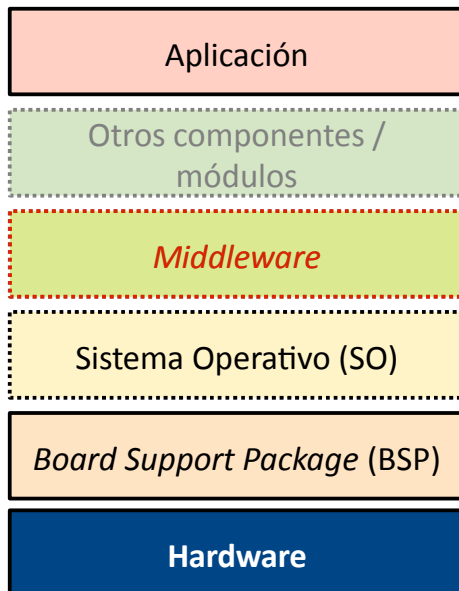 Aplicación
Otros componentes /
módulos
Middleware
Sistema Operativo (SO)
Board Support Package (BSP)
Hardware